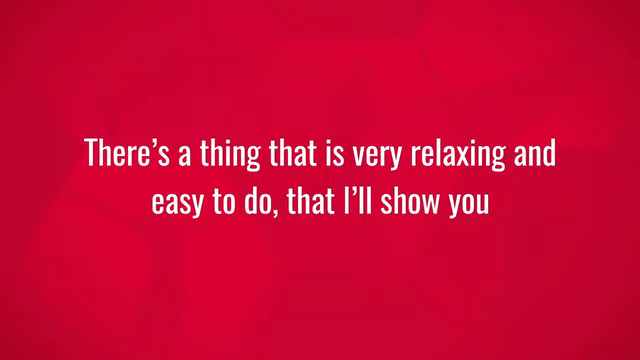 There’s a thing that is very relaxing and
easy to do, that I’ll show you